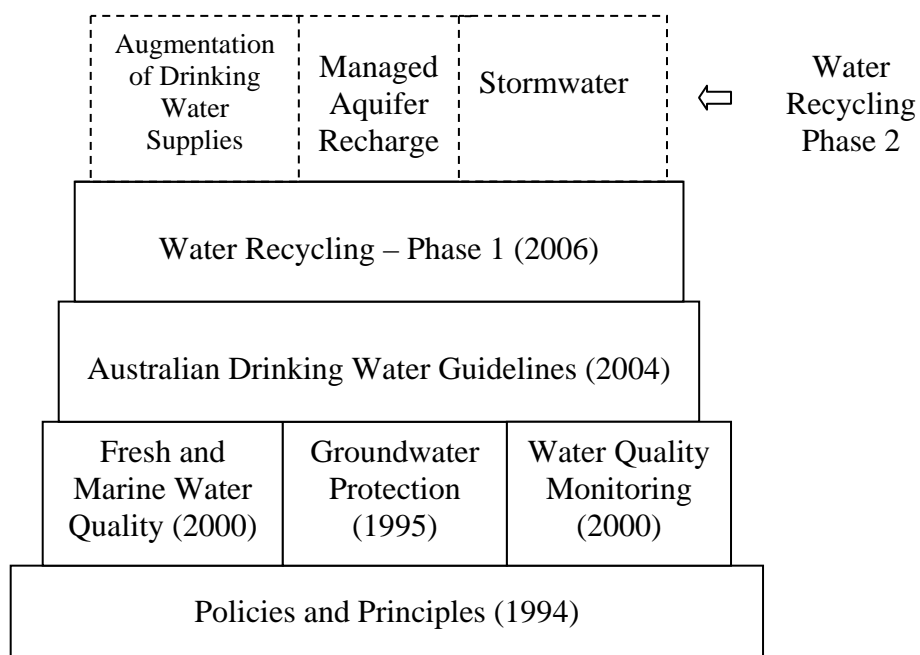 Augmentation
of Drinking
Water
Supplies
Managed
Aquifer
Recharge
Stormwater
Water
Recycling
Phase 2
Water Recycling – Phase 1 (2006)
Australian Drinking Water Guidelines (2004)
Fresh and
Marine Water
Quality (2000)
Groundwater
Protection
(1995)
Water Quality
Monitoring
(2000)
Policies and Principles (1994)